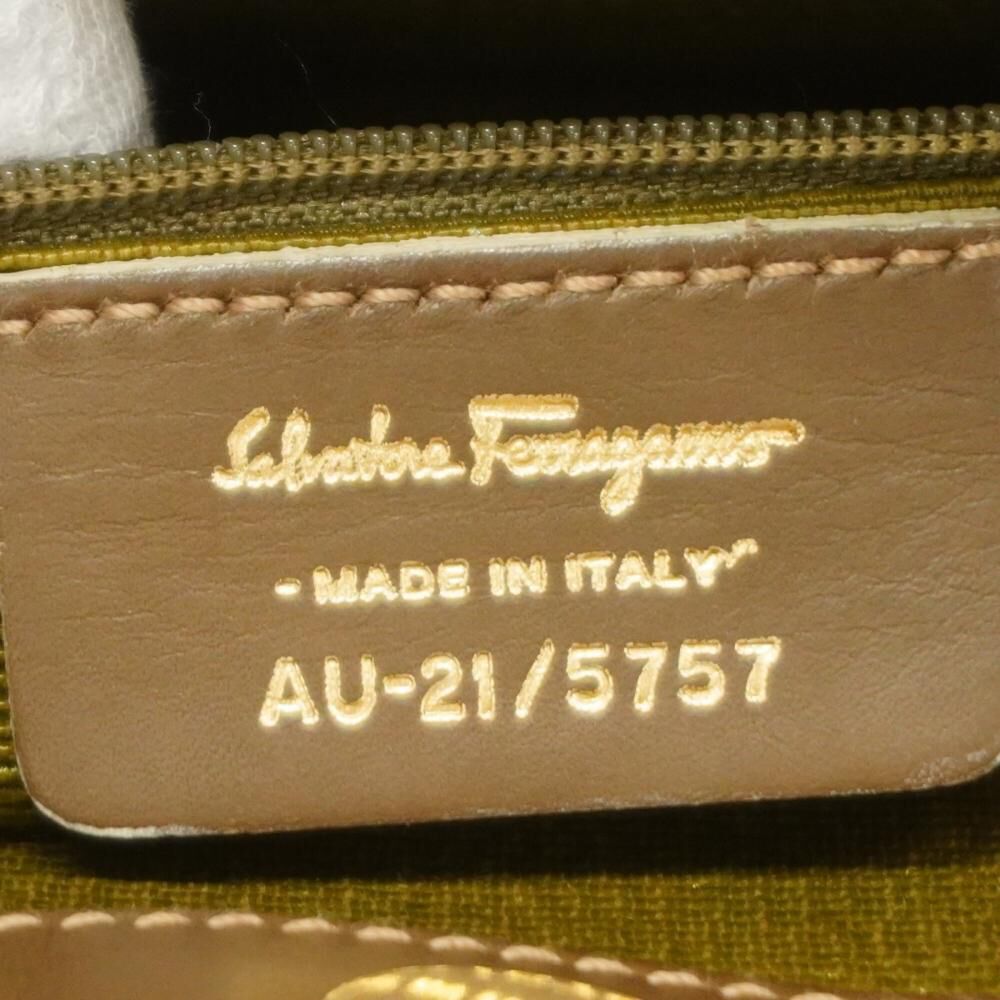 Salvatore Ferragamo
-MADE IN ITALY-
AU-21/5757